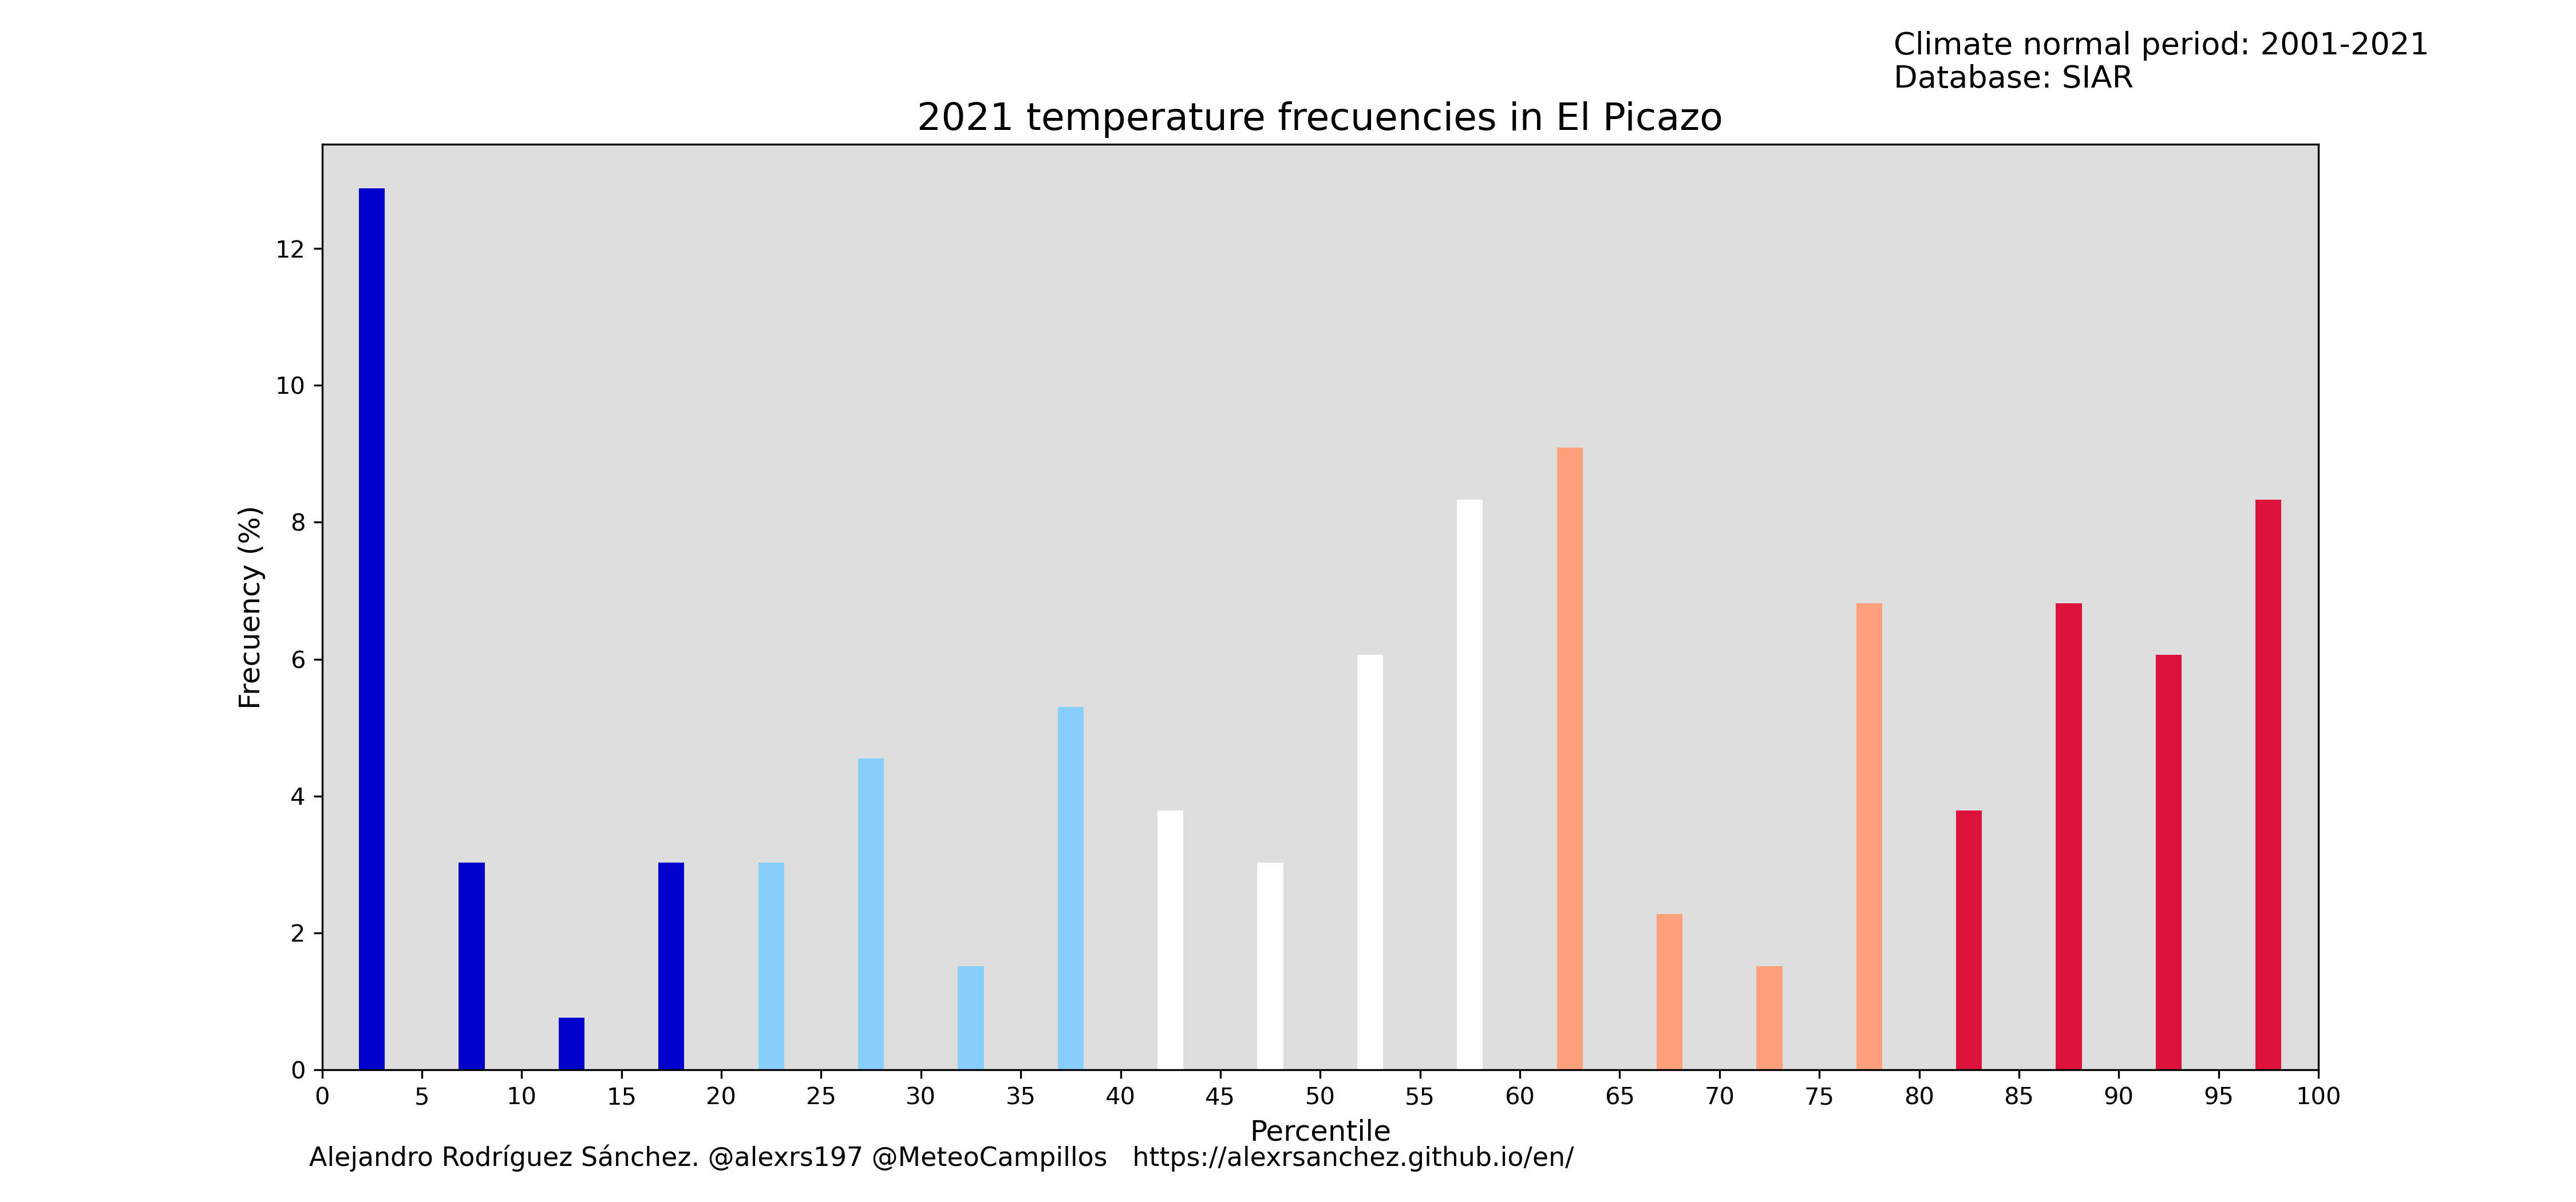 Climate normal period: 2001-2021
Database: SIAR
2021 temperature frecuencies in El Picazo
Frecuency (%)
12
10
8
6
4
2
0
0 5 10 15 20 25 30 35 40 45 50 55 60 65 70 75 80 85 90 95 100
Percentile
Alejandro Rodríguez Sánchez. @alexrs197 @MeteoCampillos https://alexrsanchez.github.io/en/